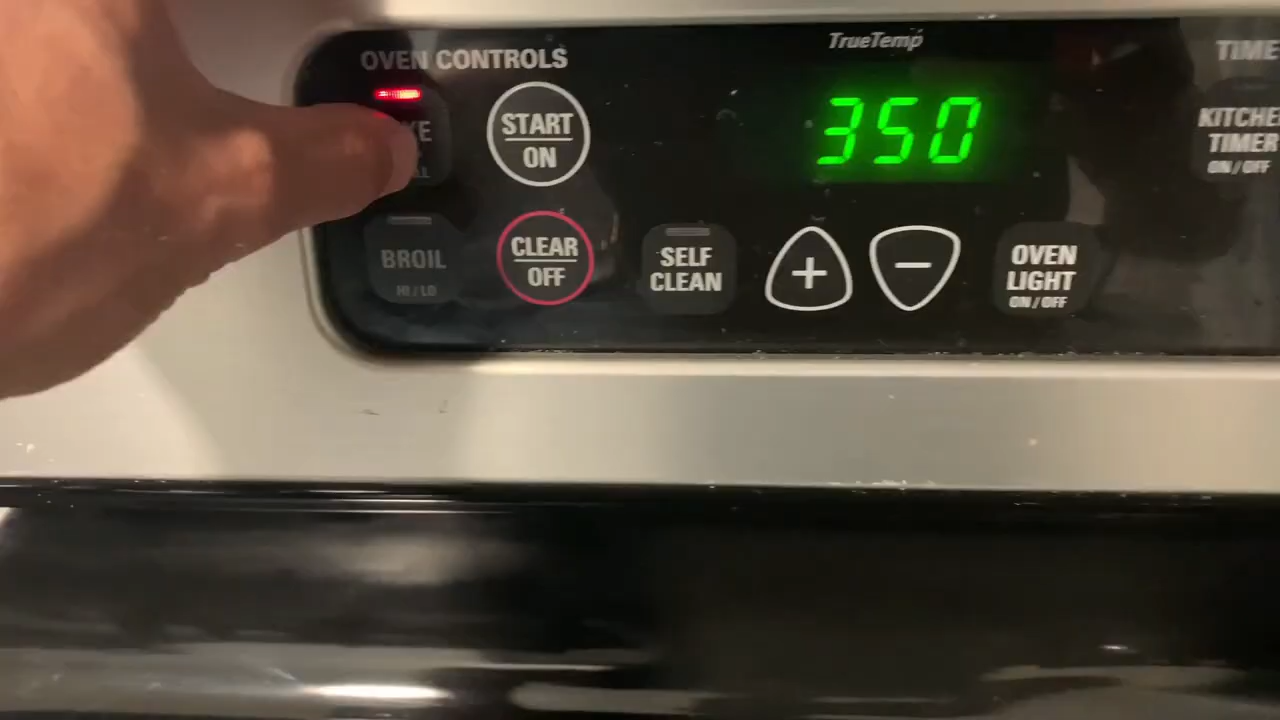 TrueTemp
OVEN CONTROLS
TIME
350
START
ON
KITCHE
TIMER
ON/OFF
BROIL
HI / LO
CLEAR
OFF
SELF
CLEAN
+
−
OVEN
LIGHT
ON/OFF